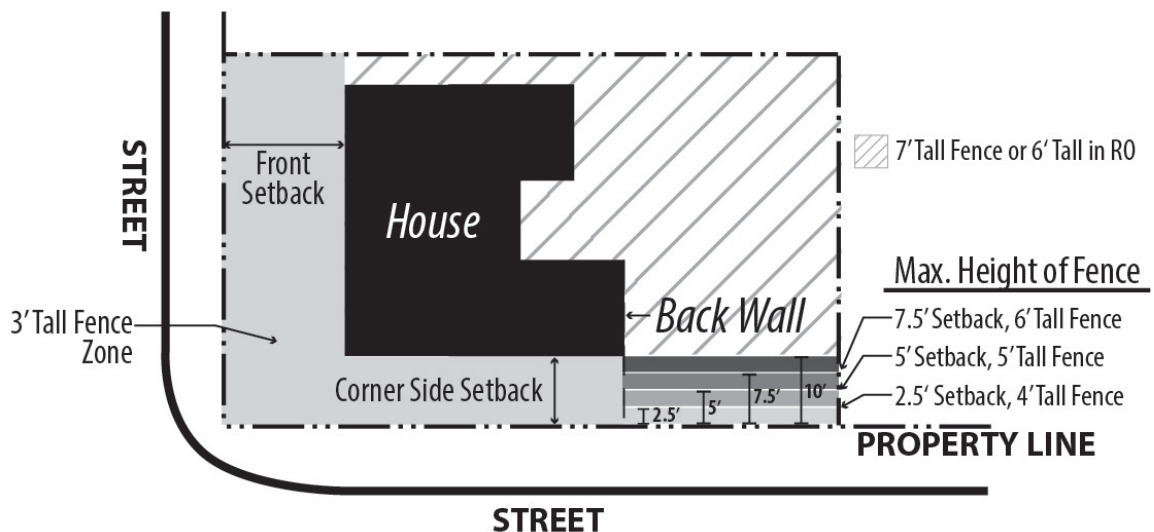 STREET
Front
Setback
House
7' Tall Fence or 6' Tall in R0
Max. Height of Fence
3' Tall Fence
Zone
Back Wall
7.5' Setback, 6' Tall Fence
5' Setback, 5' Tall Fence
2.5' Setback, 4' Tall Fence
Corner Side Setback
2.5'
5'
7.5'
10'
PROPERTY LINE
STREET